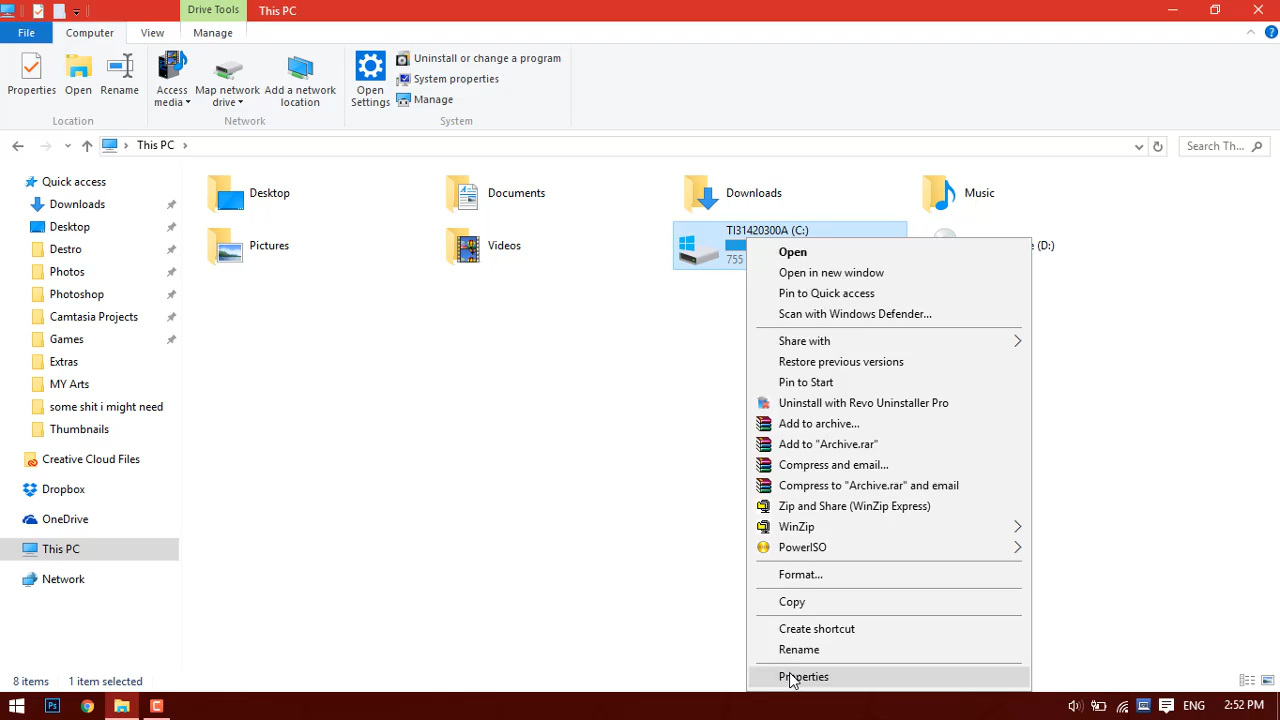 Drive Tools
This PC
File
Computer
View
Manage
Properties
Open
Rename
Access media
Map network drive
Add a network location
Open Settings
Uninstall or change a program
System properties
Manage
Location
Network
System
This PC
Search Th...
Quick access
Downloads
Desktop
Destro
Photos
Photoshop
Camtasia Projects
Games
Extras
MY Arts
some shit i might need
Thumbnails
Creative Cloud Files
Dropbox
OneDrive
This PC
Network
Desktop
Documents
Downloads
Music
Pictures
Videos
TI31420300A (C:)
755
(D:)
Open
Open in new window
Pin to Quick access
Scan with Windows Defender...
Share with
Restore previous versions
Pin to Start
Uninstall with Revo Uninstaller Pro
Add to archive...
Add to "Archive.rar"
Compress and email...
Compress to "Archive.rar" and email
Zip and Share (WinZip Express)
WinZip
PowerISO
Format...
Copy
Create shortcut
Rename
Properties
8 items
1 item selected
Ps
C
ENG
2:52 PM